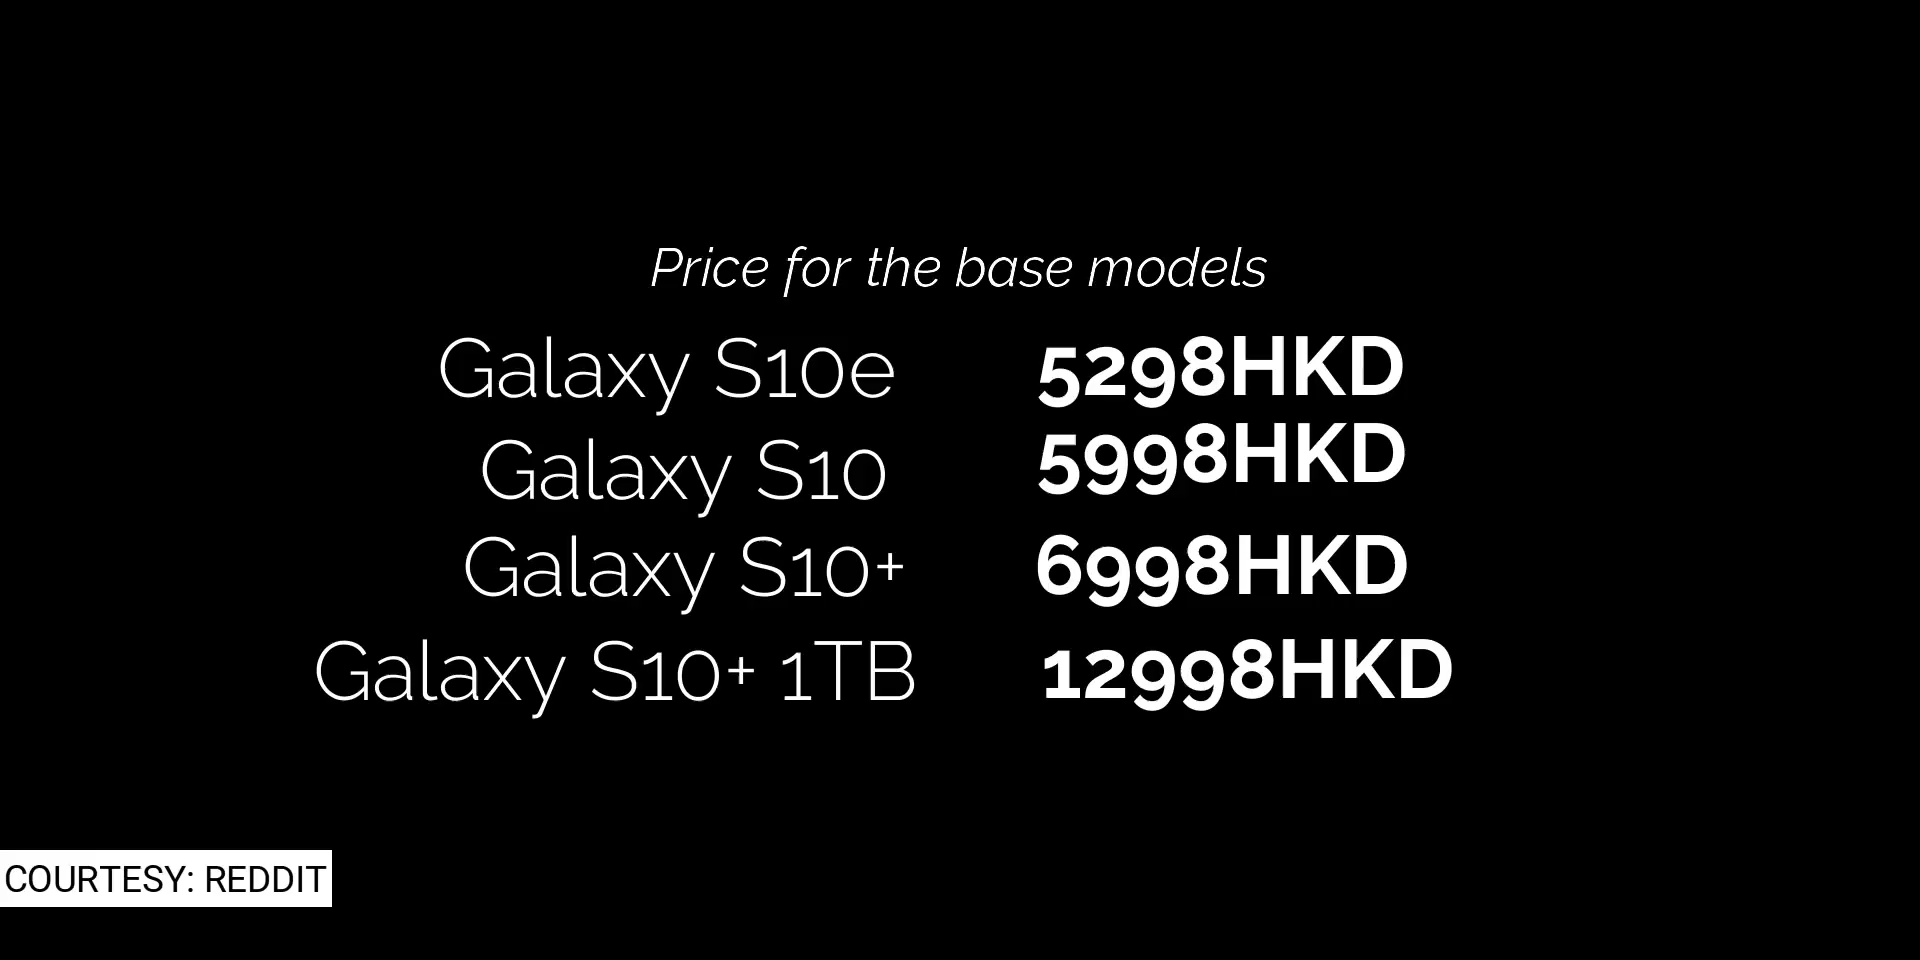 Price for the base models
Galaxy S10e 5298HKD
Galaxy S10 5998HKD
Galaxy S10+ 6998HKD
Galaxy S10+ 1TB 12998HKD
COURTESY: REDDIT